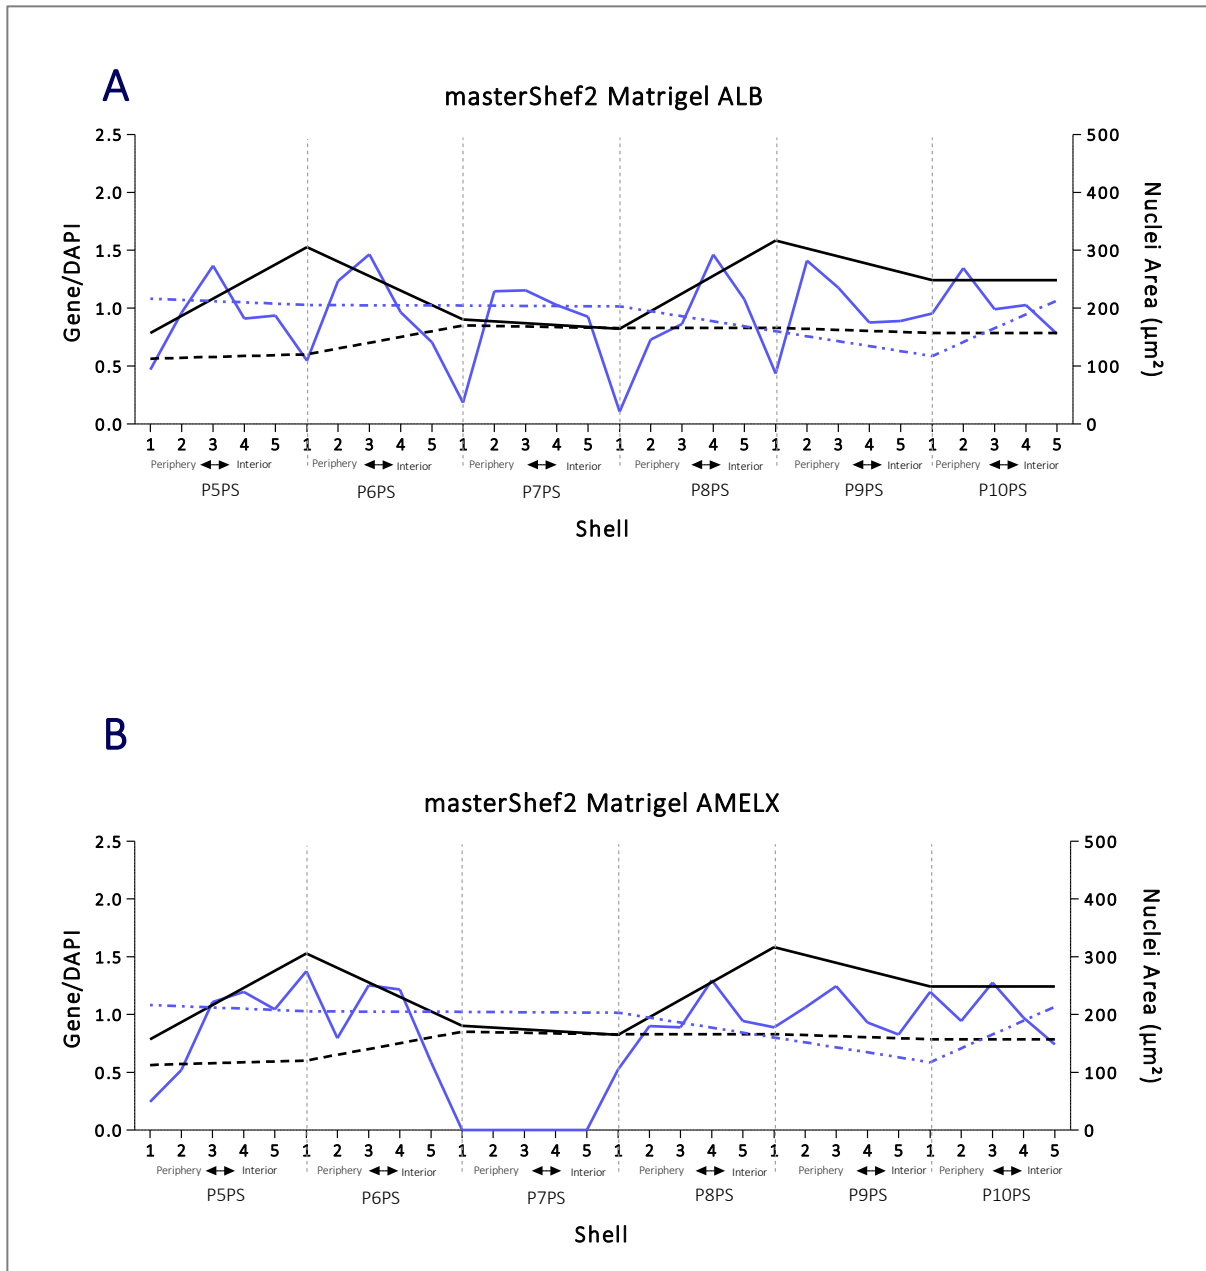 A
masterShef2 Matrigel ALB
Gene/DAPI
2.5
2.0
1.5
1.0
0.5
0.0
500
400
300
200
100
0
Nuclei Area (µm²)
1 2 3 4 5 1 2 3 4 5 1 2 3 4 5 1 2 3 4 5 1 2 3 4 5 1 2 3 4 5
Periphery Interior Periphery Interior Periphery Interior Periphery Interior Periphery Interior Periphery Interior
P5PS P6PS P7PS P8PS P9PS P10PS
Shell
B
masterShef2 Matrigel AMELX
Gene/DAPI
2.5
2.0
1.5
1.0
0.5
0.0
500
400
300
200
100
0
Nuclei Area (µm²)
1 2 3 4 5 1 2 3 4 5 1 2 3 4 5 1 2 3 4 5 1 2 3 4 5 1 2 3 4 5
Periphery Interior Periphery Interior Periphery Interior Periphery Interior Periphery Interior Periphery Interior
P5PS P6PS P7PS P8PS P9PS P10PS
Shell